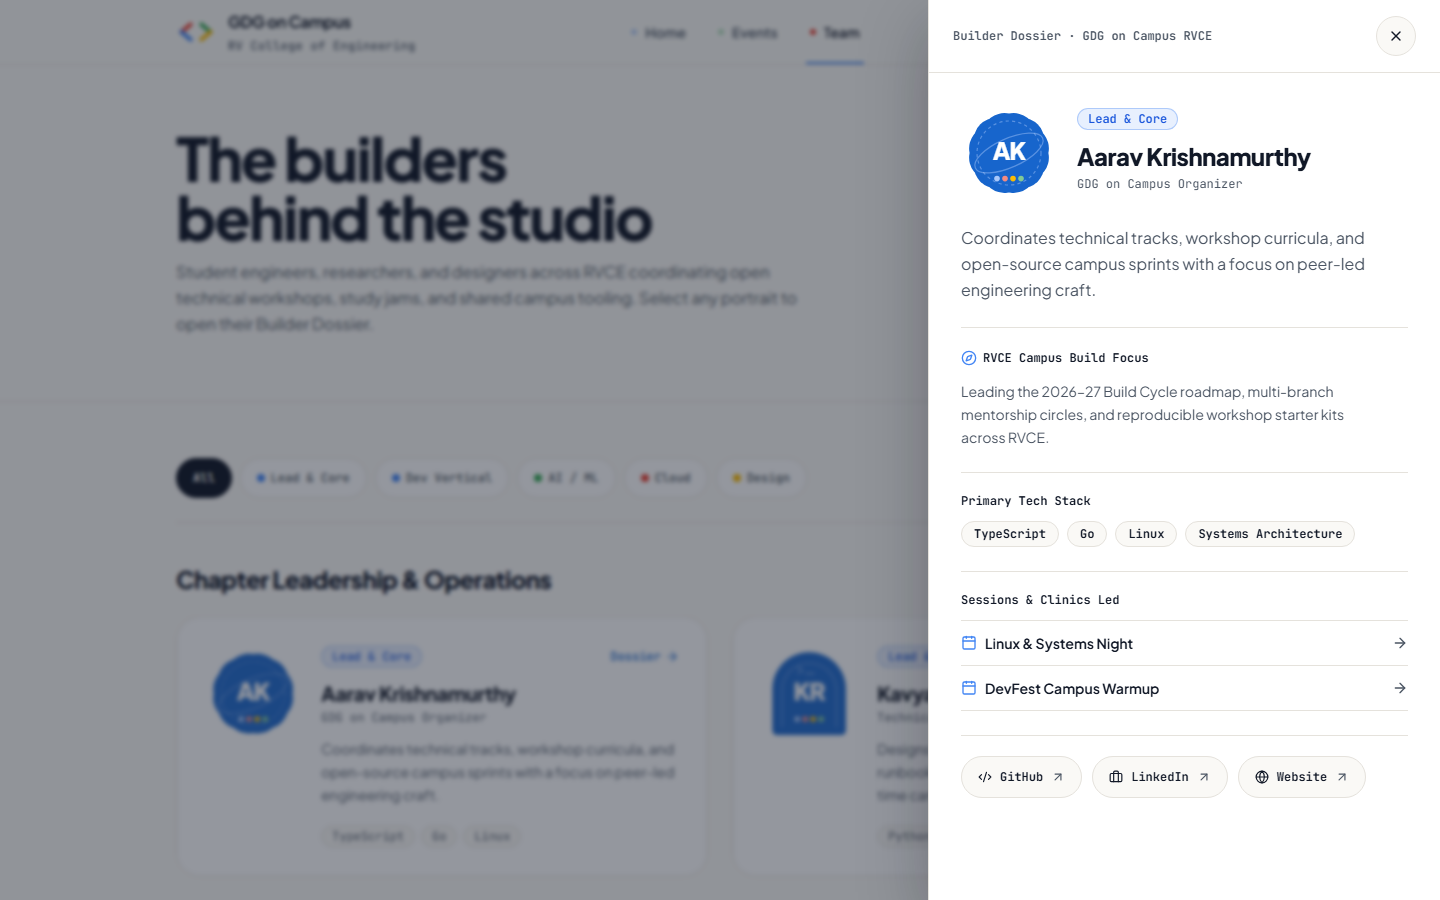 GDG on Campus
RV College of Engineering
Home
Events
Team
The builders
behind the studio
Student engineers, researchers, and designers across RVCE coordinating open
technical workshops, study jams, and shared campus tooling. Select any portrait to
open their Builder Dossier.
All
Lead & Core
Dev Vertical
AI / ML
Cloud
Design
Chapter Leadership & Operations
AK
Lead & Core
Dossier →
Aarav Krishnamurthy
GDG on Campus Organizer
Coordinates technical tracks, workshop curricula, and
open-source campus sprints with a focus on peer-led
engineering craft.
TypeScript
Go
Linux
KR
Lead &
Builder Dossier · GDG on Campus RVCE
AK
Lead & Core
Aarav Krishnamurthy
GDG on Campus Organizer
Coordinates technical tracks, workshop curricula, and
open-source campus sprints with a focus on peer-led
engineering craft.
RVCE Campus Build Focus
Leading the 2026–27 Build Cycle roadmap, multi-branch
mentorship circles, and reproducible workshop starter kits
across RVCE.
Primary Tech Stack
TypeScript
Go
Linux
Systems Architecture
Sessions & Clinics Led
Linux & Systems Night
DevFest Campus Warmup
GitHub
LinkedIn
Website